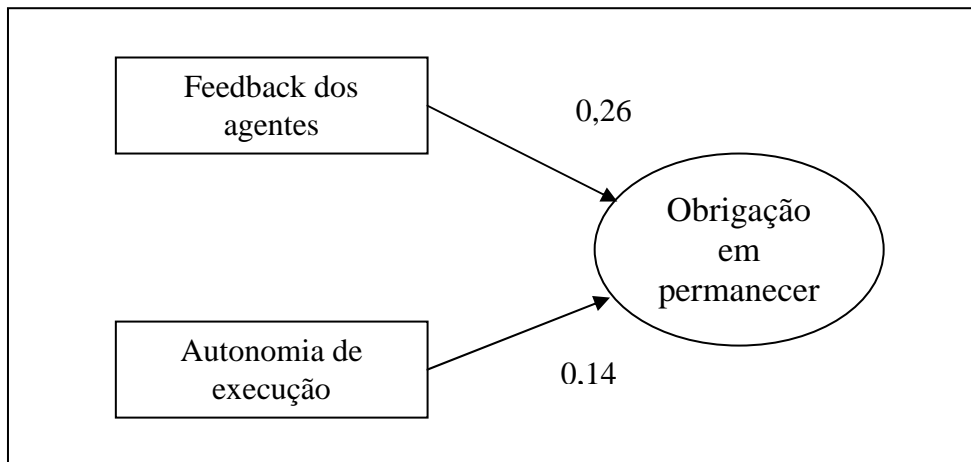 Feedback dos
agentes
0,26
Obrigação
em
permanecer
Autonomia de
execução
0,14